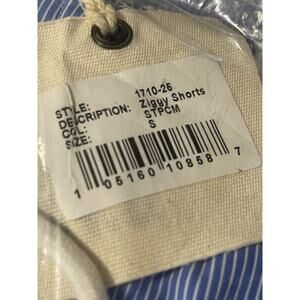 STYLE: 1710-25
DESCRIPTION: Ziggy Shorts
COL: STPCM
SIZE: S
1 05160 10858 7